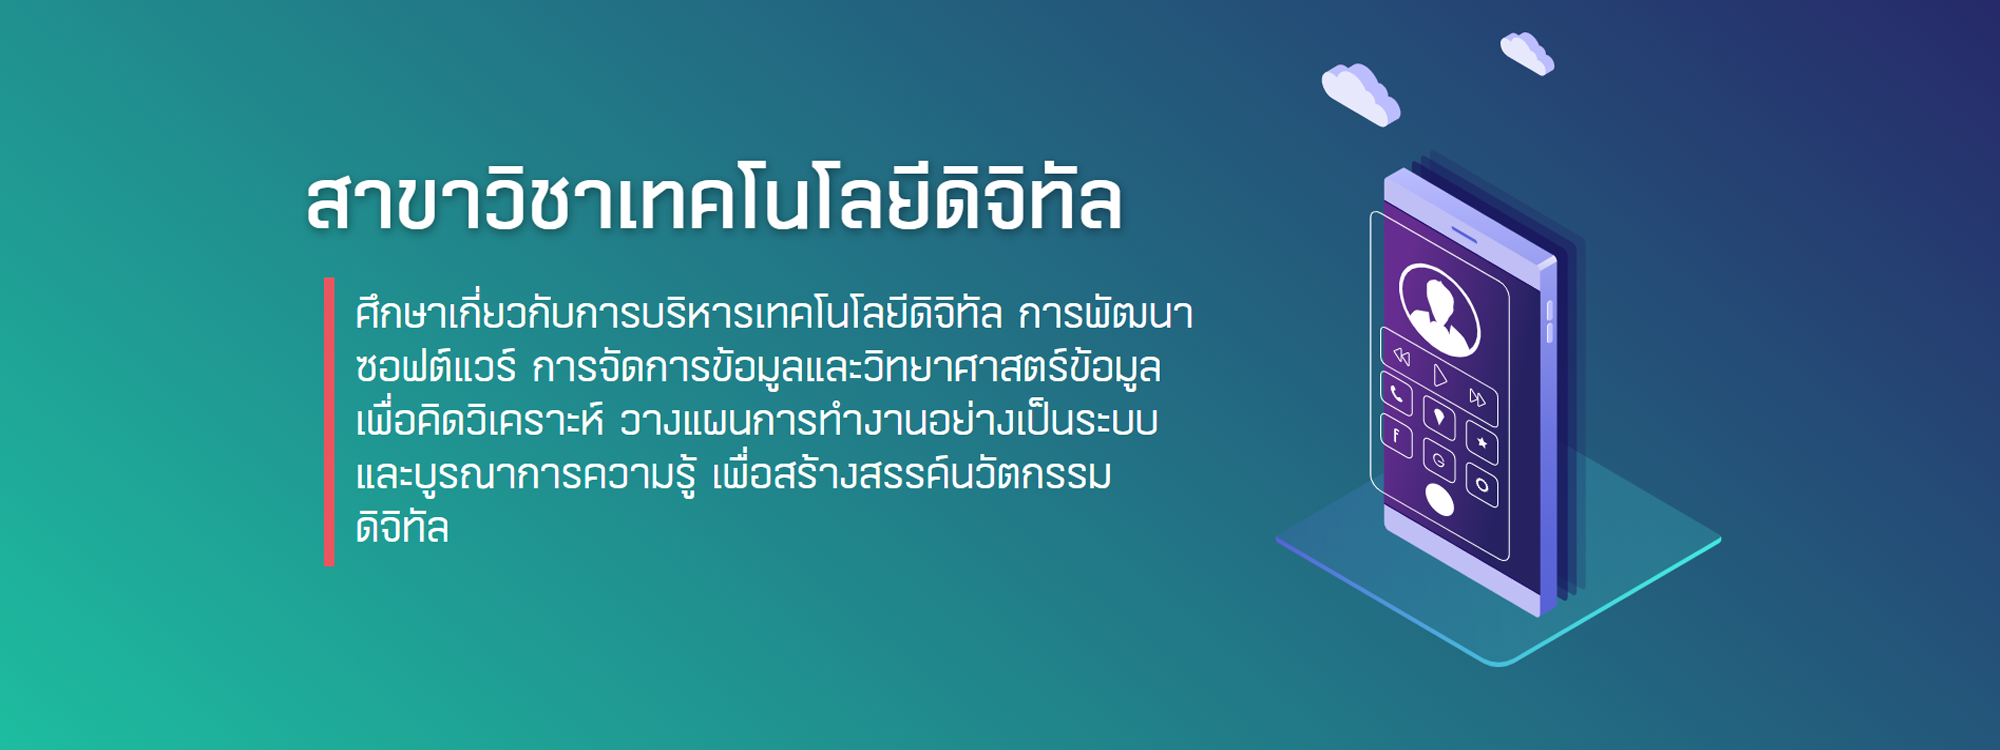 สาขาวิชาเทคโนโลยีดิจิทัล
ศึกษาเกี่ยวกับการบริหารเทคโนโลยีดิจิทัล การพัฒนา
ซอฟต์แวร์ การจัดการข้อมูลและวิทยาศาสตร์ข้อมูล
เพื่อคิดวิเคราะห์ วางแผนการทำงานอย่างเป็นระบบ
และบูรณาการความรู้ เพื่อสร้างสรรค์นวัตกรรม
ดิจิทัล